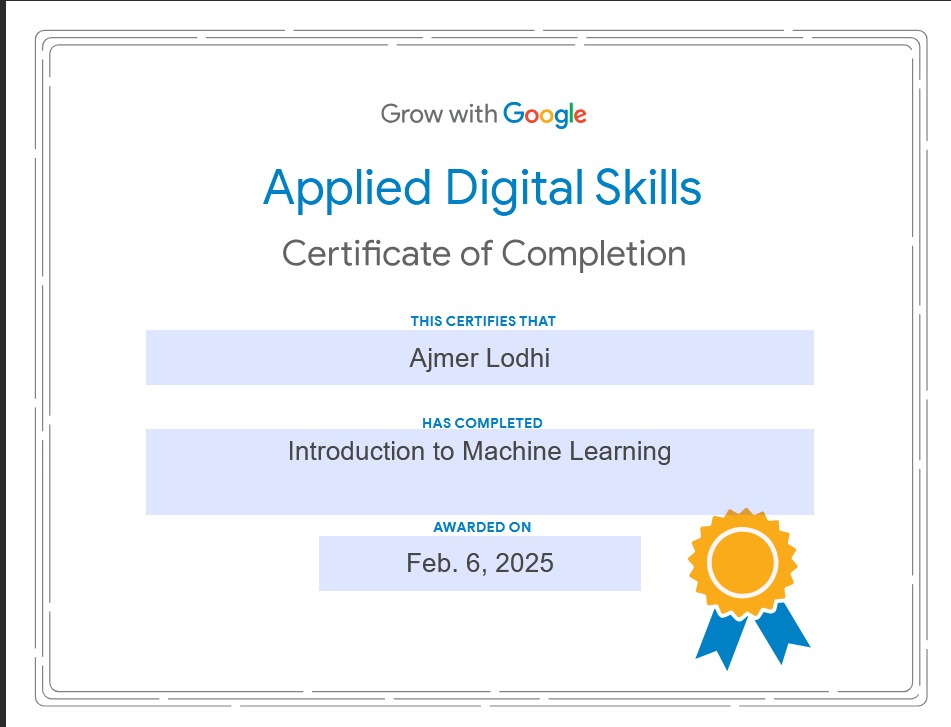 Grow with Google
Applied Digital Skills
Certificate of Completion
THIS CERTIFIES THAT
Ajmer Lodhi
HAS COMPLETED
Introduction to Machine Learning
AWARDED ON
Feb. 6, 2025